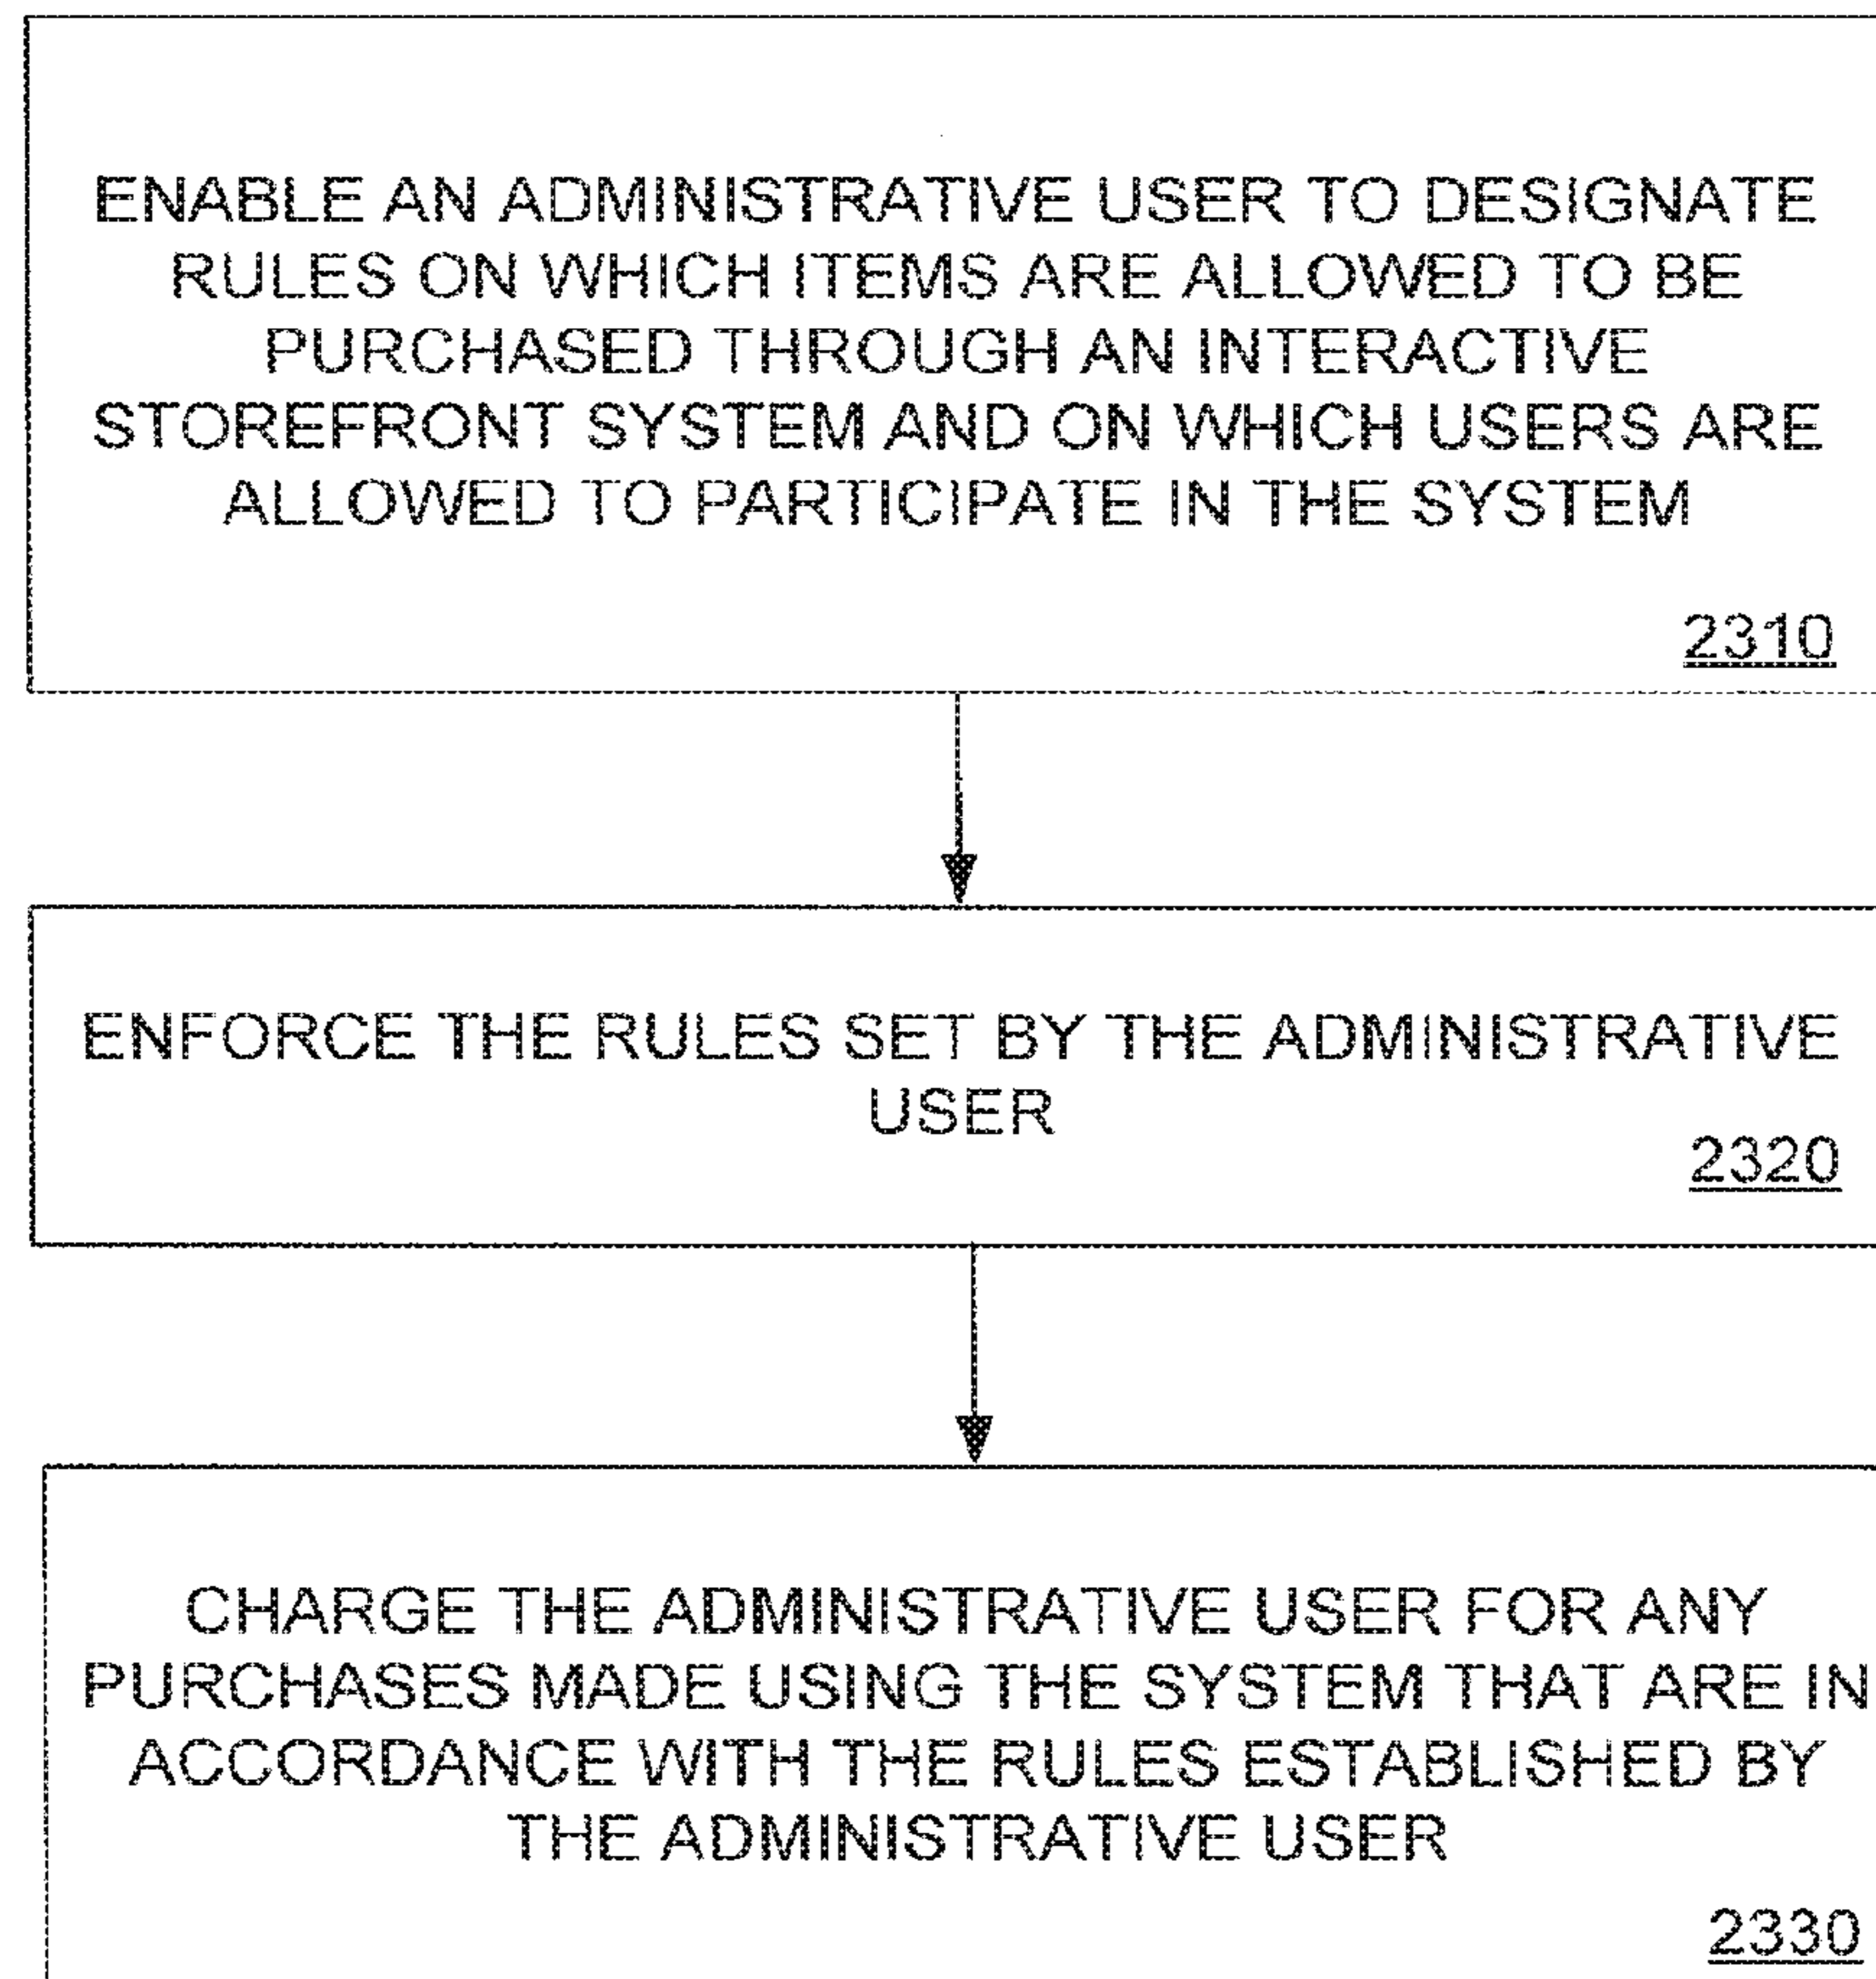 ENABLE AN ADMINISTRATIVE USER TO DESIGNATE
RULES ON WHICH ITEMS ARE ALLOWED TO BE
PURCHASED THROUGH AN INTERACTIVE
STOREFRONT SYSTEM AND ON WHICH USERS ARE
ALLOWED TO PARTICIPATE IN THE SYSTEM
2310
ENFORCE THE RULES SET BY THE ADMINISTRATIVE
USER
2320
CHARGE THE ADMINISTRATIVE USER FOR ANY
PURCHASES MADE USING THE SYSTEM THAT ARE IN
ACCORDANCE WITH THE RULES ESTABLISHED BY
THE ADMINISTRATIVE USER
2330